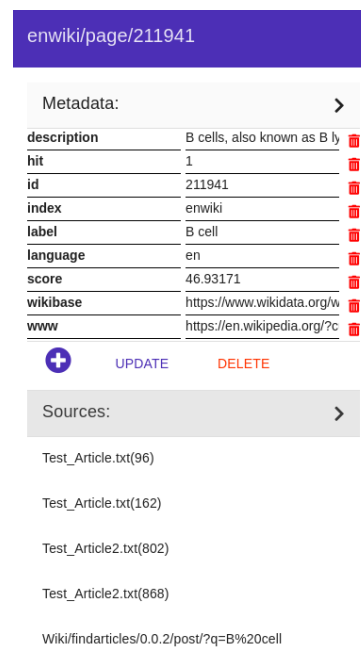 enwiki/page/211941
Metadata:
description B cells, also known as B ly
hit 1
id 211941
index enwiki
label B cell
language en
score 46.93171
wikibase https://www.wikidata.org/w
www https://en.wikipedia.org/?c
UPDATE DELETE
Sources:
Test_Article.txt(96)
Test_Article.txt(162)
Test_Article2.txt(802)
Test_Article2.txt(868)
Wiki/findarticles/0.0.2/post/?q=B%20cell